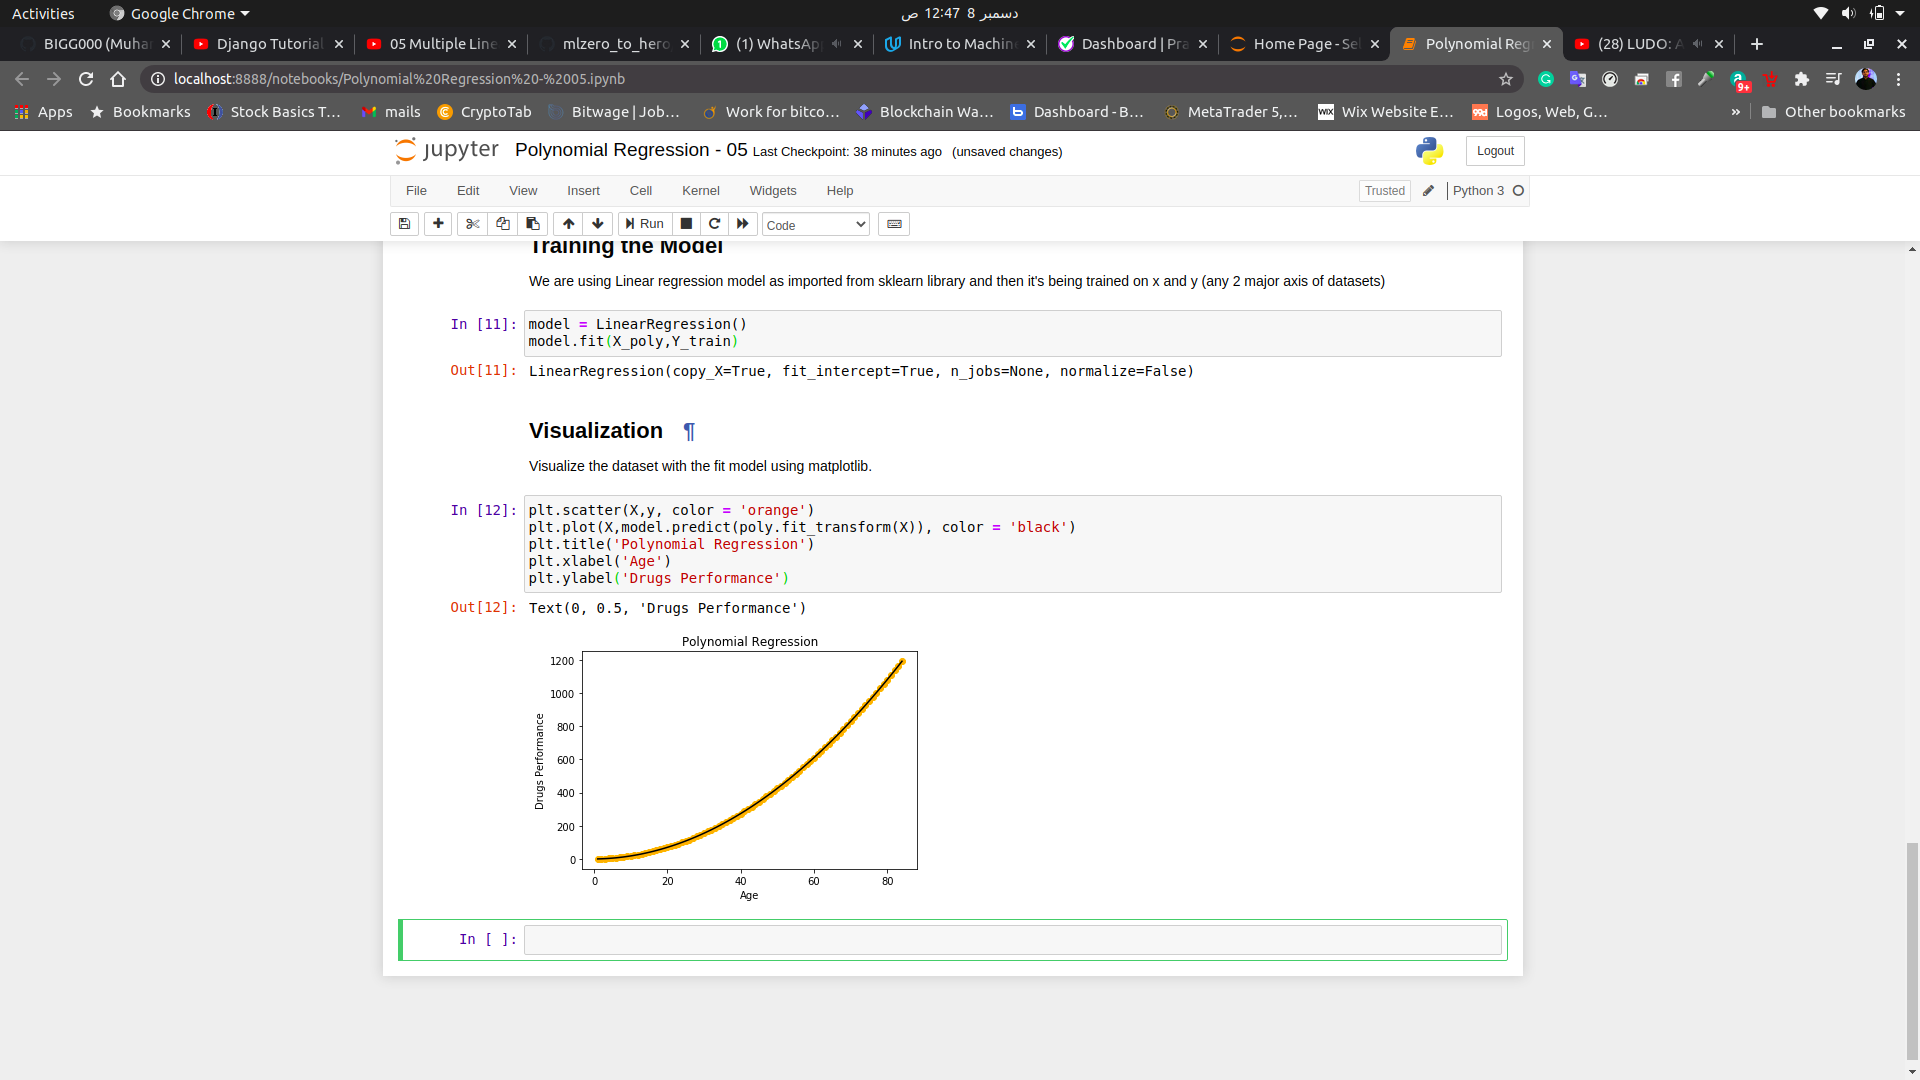 Activities
Google Chrome
دسمبر 8 12:47 ص
BIGG000 (Muha
Django Tutorial
05 Multiple Line
mlzero_to_hero
(1) WhatsApp
Intro to Machine
Dashboard | Pra
Home Page - Sel
Polynomial Reg
(28) LUDO: A
localhost:8888/notebooks/Polynomial%20Regression%20-%2005.ipynb
9+
Apps
Bookmarks
Stock Basics T...
mails
CryptoTab
Bitwage | Job...
Work for bitco...
Blockchain Wa...
Dashboard - B...
MetaTrader 5,...
WIX
Wix Website E...
99d
Logos, Web, G...
»
Other bookmarks
jupyter
Polynomial Regression - 05 Last Checkpoint: 38 minutes ago (unsaved changes)
Logout
File Edit View Insert Cell Kernel Widgets Help
Trusted
Python 3
Run
Code
Training the Model
We are using Linear regression model as imported from sklearn library and then it's being trained on x and y (any 2 major axis of datasets)
In [11]: model = LinearRegression()
model.fit(X_poly,Y_train)
Out[11]: LinearRegression(copy_X=True, fit_intercept=True, n_jobs=None, normalize=False)
Visualization ¶
Visualize the dataset with the fit model using matplotlib.
In [12]: plt.scatter(X,y, color = 'orange')
plt.plot(X,model.predict(poly.fit_transform(X)), color = 'black')
plt.title('Polynomial Regression')
plt.xlabel('Age')
plt.ylabel('Drugs Performance')
Out[12]: Text(0, 0.5, 'Drugs Performance')
Polynomial Regression
1200
1000
800
600
400
200
0
Drugs Performance
0 20 40 60 80
Age
In [ ]: